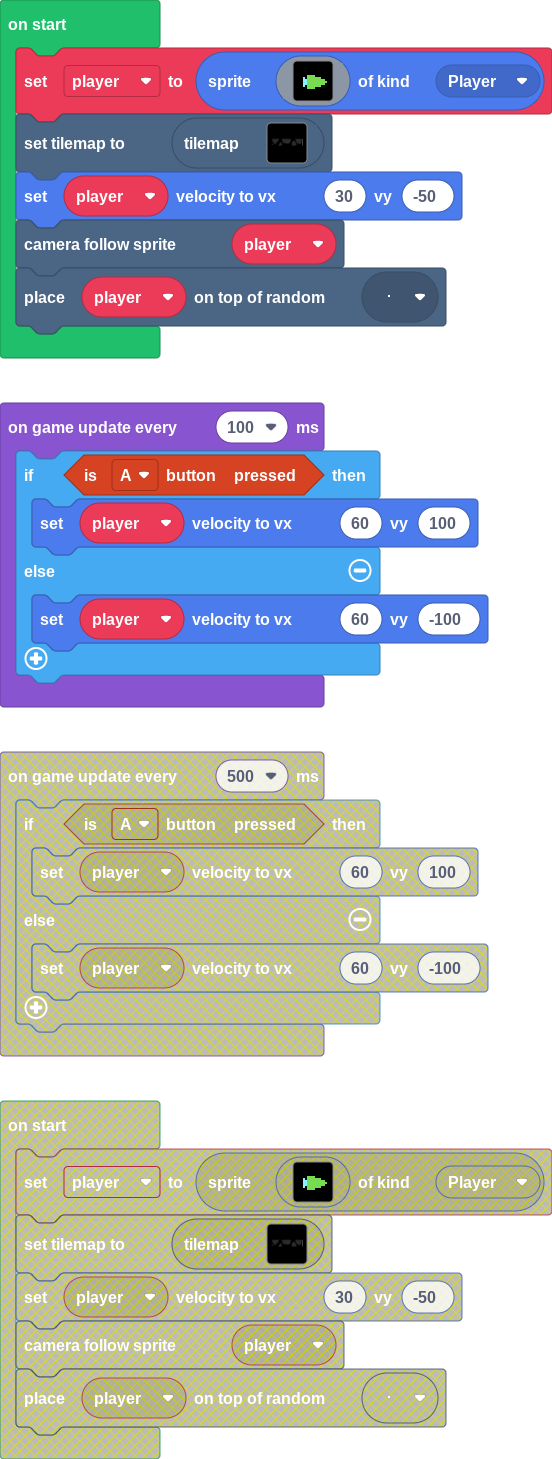 on start
set player to sprite of kind Player
set tilemap to tilemap
set player velocity to vx 30 vy -50
camera follow sprite player
place player on top of random
on game update every 100 ms
if is A button pressed then
set player velocity to vx 60 vy 100
else
set player velocity to vx 60 vy -100
on game update every 500 ms
if is A button pressed then
set player velocity to vx 60 vy 100
else
set player velocity to vx 60 vy -100
on start
set player to sprite of kind Player
set tilemap to tilemap
set player velocity to vx 30 vy -50
camera follow sprite player
place player on top of random